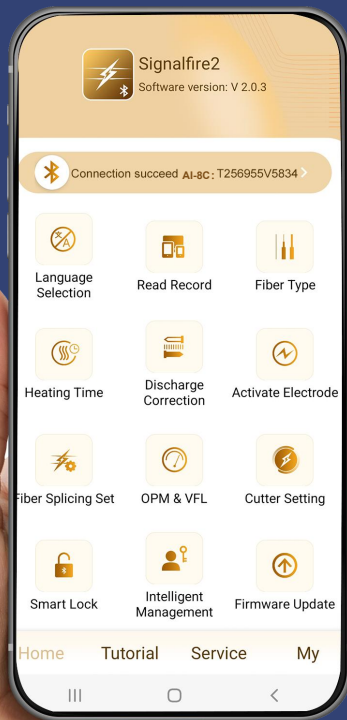 Signalfire2
Software version: V 2.0.3
Connection succeed AI-8C: T256955V5834
Language
Selection
Read Record
Fiber Type
Heating Time
Discharge
Correction
Activate Electrode
Fiber Splicing Set
OPM & VFL
Cutter Setting
Smart Lock
Intelligent
Management
Firmware Update
Home Tutorial Service My